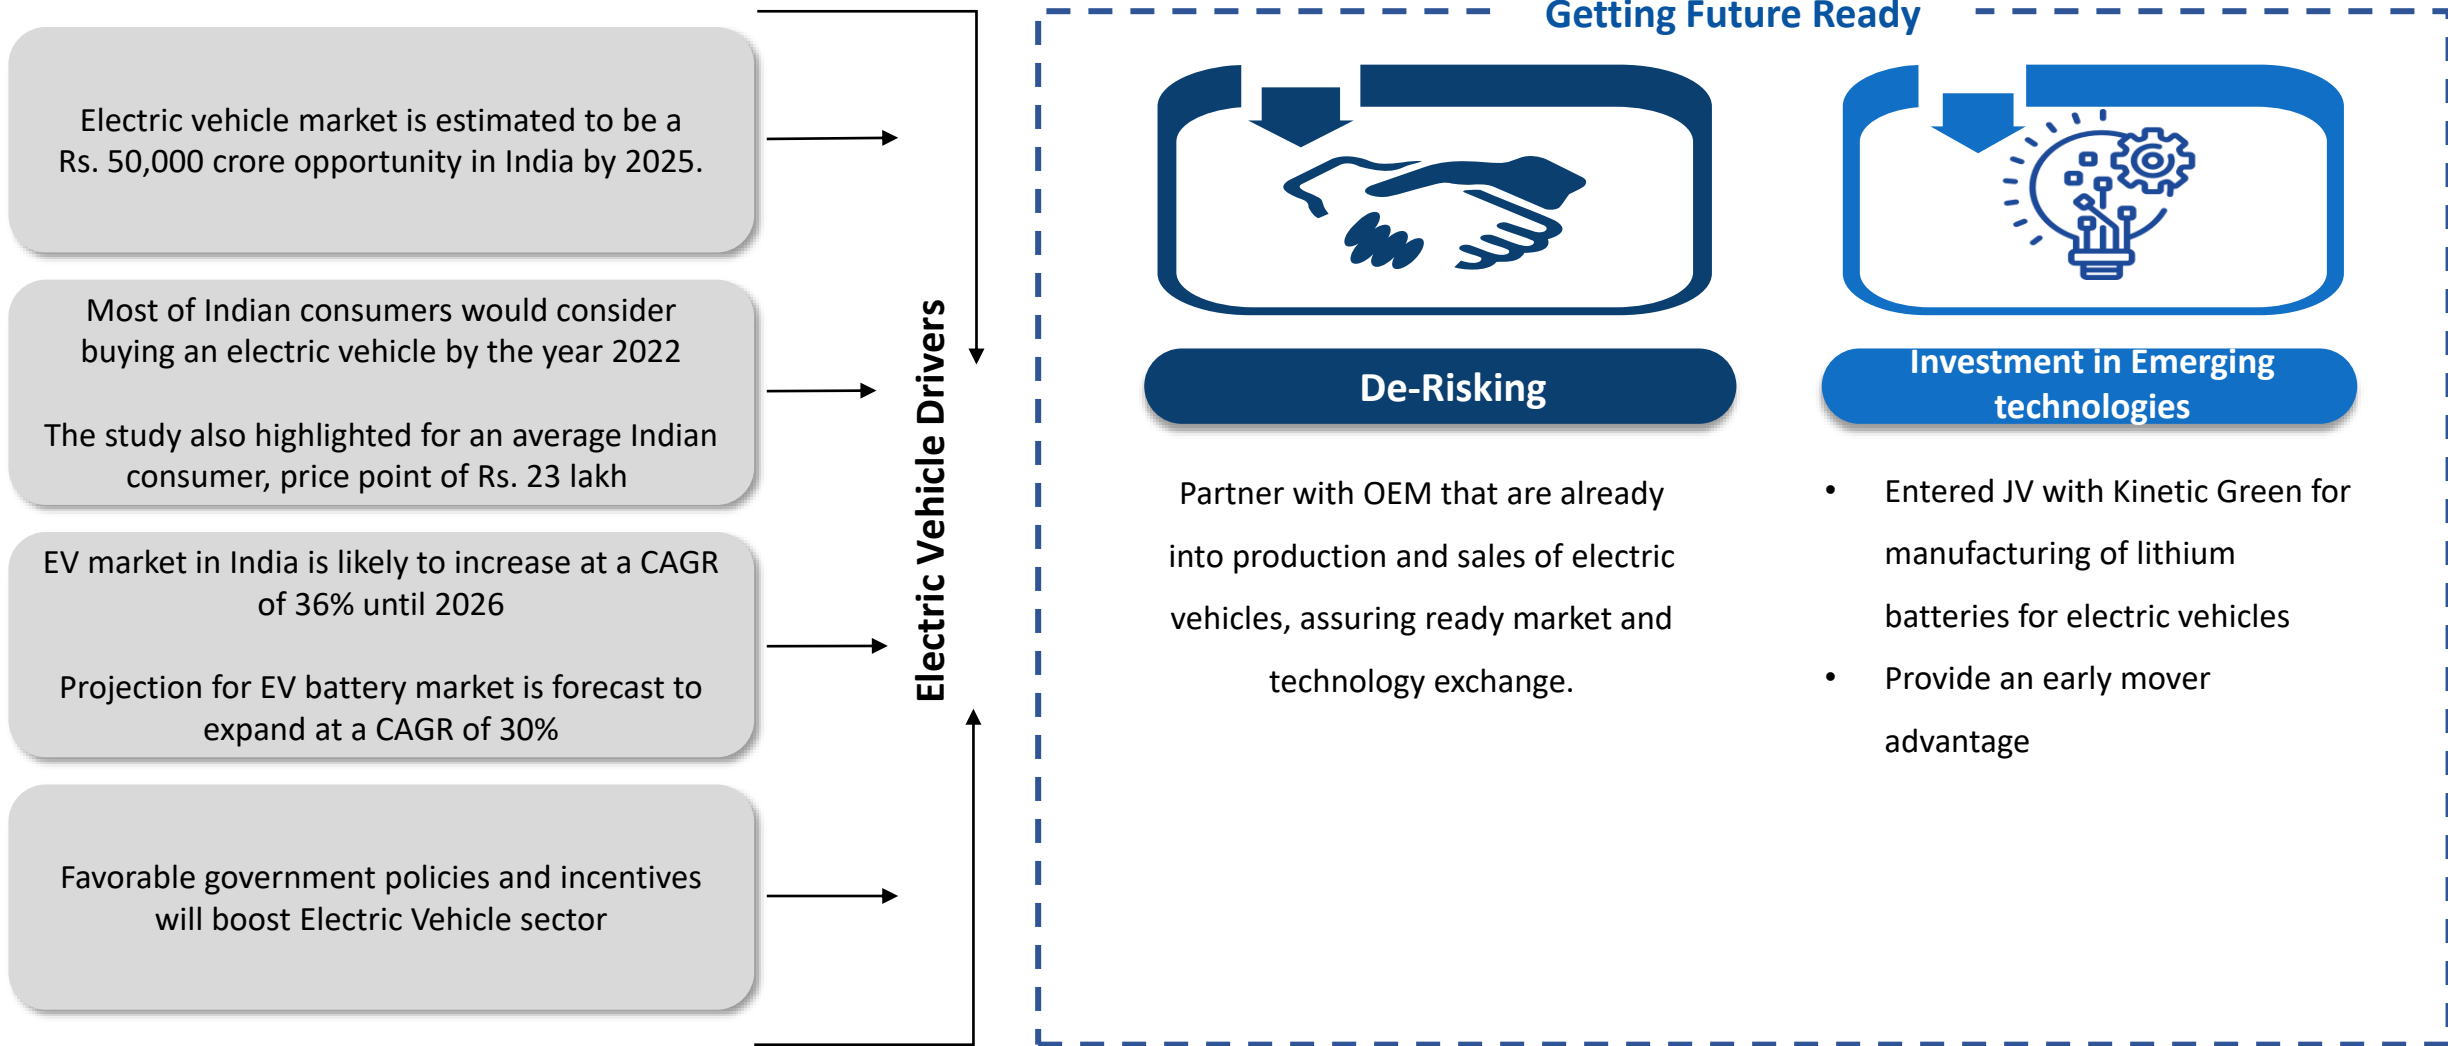 Electric vehicle market is estimated to be a
Rs. 50,000 crore opportunity in India by 2025.
Most of Indian consumers would consider
buying an electric vehicle by the year 2022
The study also highlighted for an average Indian
consumer, price point of Rs. 23 lakh
EV market in India is likely to increase at a CAGR
of 36% until 2026
Projection for EV battery market is forecast to
expand at a CAGR of 30%
Favorable government policies and incentives
will boost Electric Vehicle sector
Electric Vehicle Drivers
Getting Future Ready
De-Risking
Partner with OEM that are already
into production and sales of electric
vehicles, assuring ready market and
technology exchange.
Investment in Emerging
technologies
• Entered JV with Kinetic Green for
manufacturing of lithium
batteries for electric vehicles
• Provide an early mover
advantage